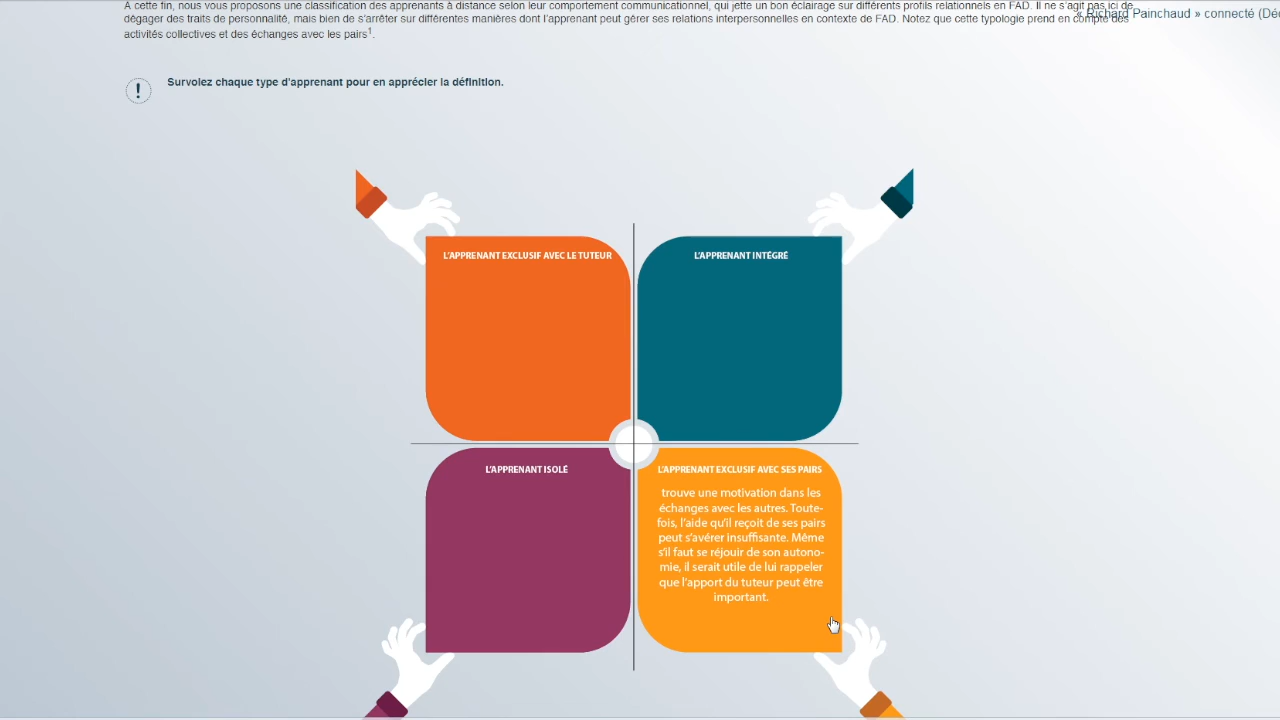 A cette fin, nous vous proposons une classification des apprenants à distance selon leur comportement communicationnel, qui jette un bon éclairage sur différents profils relationnels en FAD. Il ne s'agit pas ici de
« Richard Painchaud » connecté (Déc
dégager des traits de personnalité, mais bien de s'arrêter sur différentes manières dont l'apprenant peut gérer ses relations interpersonnelles en contexte de FAD. Notez que cette typologie prend en compte des
activités collectives et des échanges avec les pairs1.
! Survolez chaque type d'apprenant pour en apprécier la définition.
L'APPRENANT EXCLUSIF AVEC LE TUTEUR
L'APPRENANT INTÉGRÉ
L'APPRENANT ISOLÉ
L'APPRENANT EXCLUSIF AVEC SES PAIRS
trouve une motivation dans les
échanges avec les autres. Toute-
fois, l'aide qu'il reçoit de ses pairs
peut s'avérer insuffisante. Même
s'il faut se réjouir de son autono-
mie, il serait utile de lui rappeler
que l'apport du tuteur peut être
important.